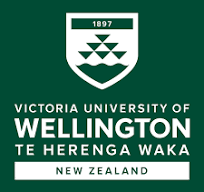 1897
VICTORIA UNIVERSITY OF
WELLINGTON
TE HERENGA WAKA
NEW ZEALAND